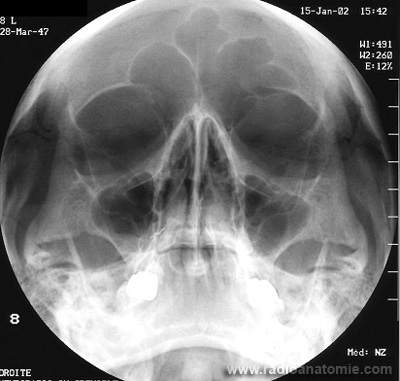 8 L
15-Jan-02 15:42
28-Mar-47
W1:491
W2:260
E:12%
8
Med: NZ
www.radioanatomie.com
DROITE